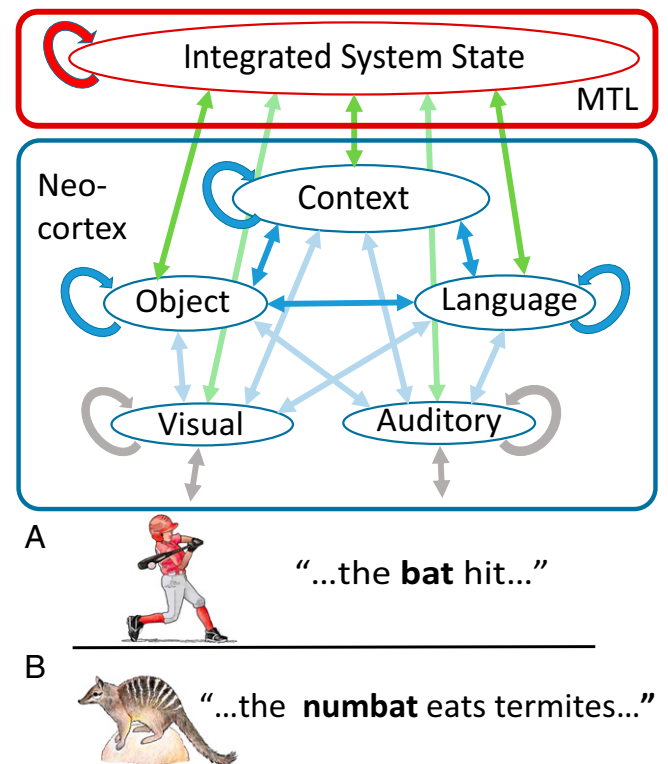 Integrated System State
MTL
Neo-
cortex
Context
Object
Language
Visual
Auditory
A
“...the bat hit...”
B
“...the numbat eats termites...”